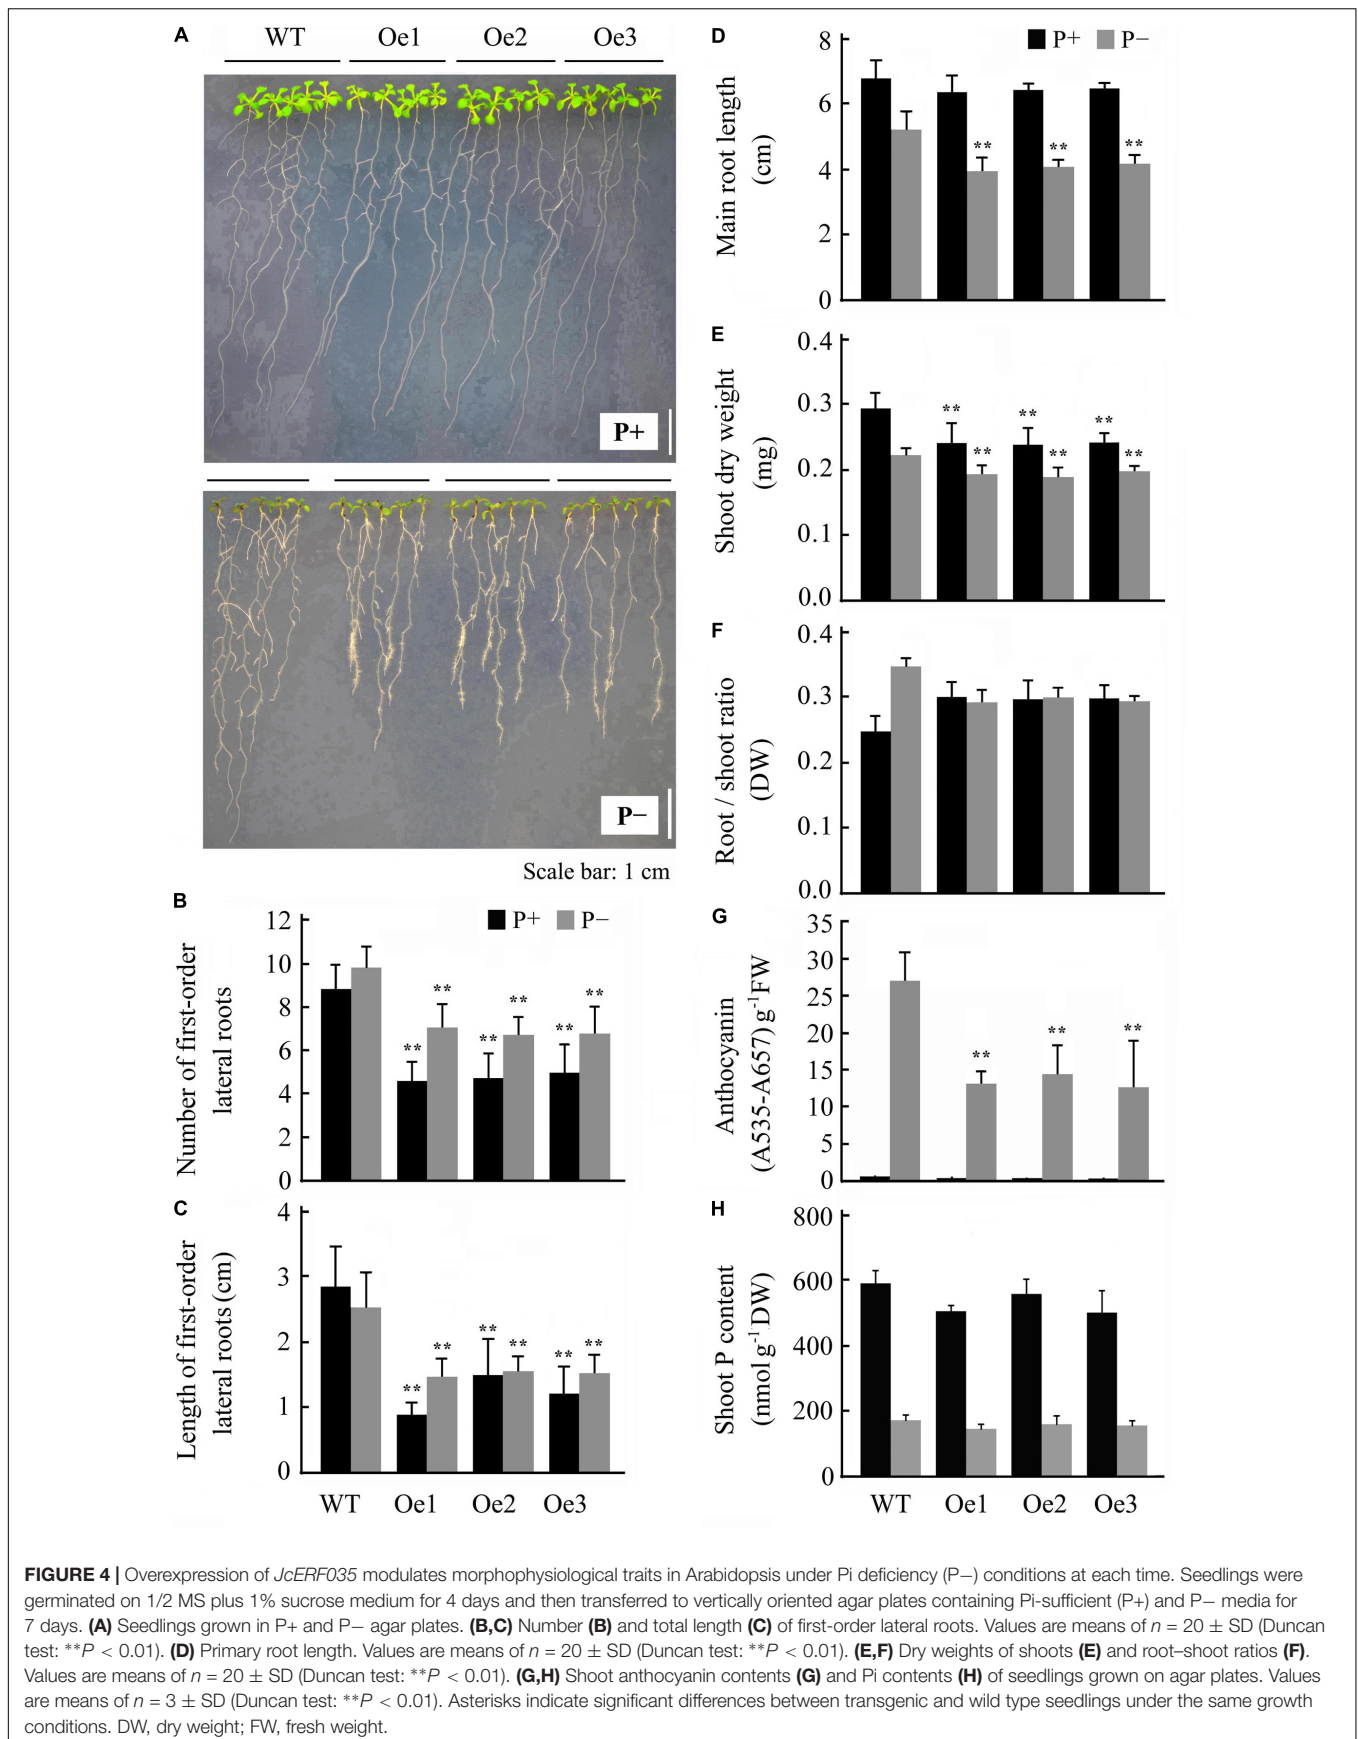 A
WT Oe1 Oe2 Oe3
P+
P−
Scale bar: 1 cm
B
P+ P−
Number of first-order
lateral roots
12
10
8
6
4
2
0
** ** ** ** ** **
C
Length of first-order
lateral roots (cm)
4
3
2
1
0
** ** ** ** ** **
WT Oe1 Oe2 Oe3
D
P+ P−
Main root length
(cm)
8
6
4
2
0
** ** **
E
Shoot dry weight
(mg)
0.4
0.3
0.2
0.1
0.0
** ** ** ** ** **
F
Root / shoot ratio
(DW)
0.4
0.3
0.2
0.1
0.0
G
Anthocyanin
(A535-A657) g⁻¹FW
35
30
25
20
15
10
5
0
** ** **
H
Shoot P content
(nmol g⁻¹ DW)
800
600
400
200
0
WT Oe1 Oe2 Oe3
FIGURE 4 | Overexpression of JcERF035 modulates morphophysiological traits in Arabidopsis under Pi deficiency (P−) conditions at each time. Seedlings were
germinated on 1/2 MS plus 1% sucrose medium for 4 days and then transferred to vertically oriented agar plates containing Pi-sufficient (P+) and P− media for
7 days. (A) Seedlings grown in P+ and P− agar plates. (B,C) Number (B) and total length (C) of first-order lateral roots. Values are means of n = 20 ± SD (Duncan
test: **P < 0.01). (D) Primary root length. Values are means of n = 20 ± SD (Duncan test: **P < 0.01). (E,F) Dry weights of shoots (E) and root–shoot ratios (F).
Values are means of n = 20 ± SD (Duncan test: **P < 0.01). (G,H) Shoot anthocyanin contents (G) and Pi contents (H) of seedlings grown on agar plates. Values
are means of n = 3 ± SD (Duncan test: **P < 0.01). Asterisks indicate significant differences between transgenic and wild type seedlings under the same growth
conditions. DW, dry weight; FW, fresh weight.